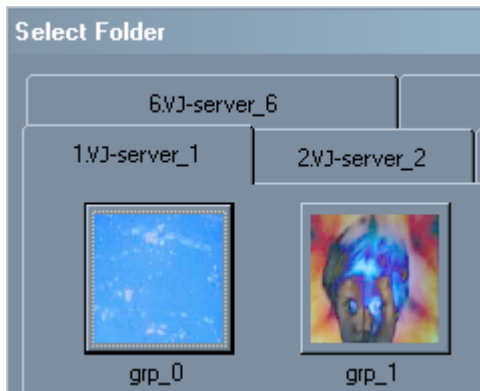 Select Folder
6.VJ-server_6
1.VJ-server_1
2.VJ-server_2
grp_0
grp_1